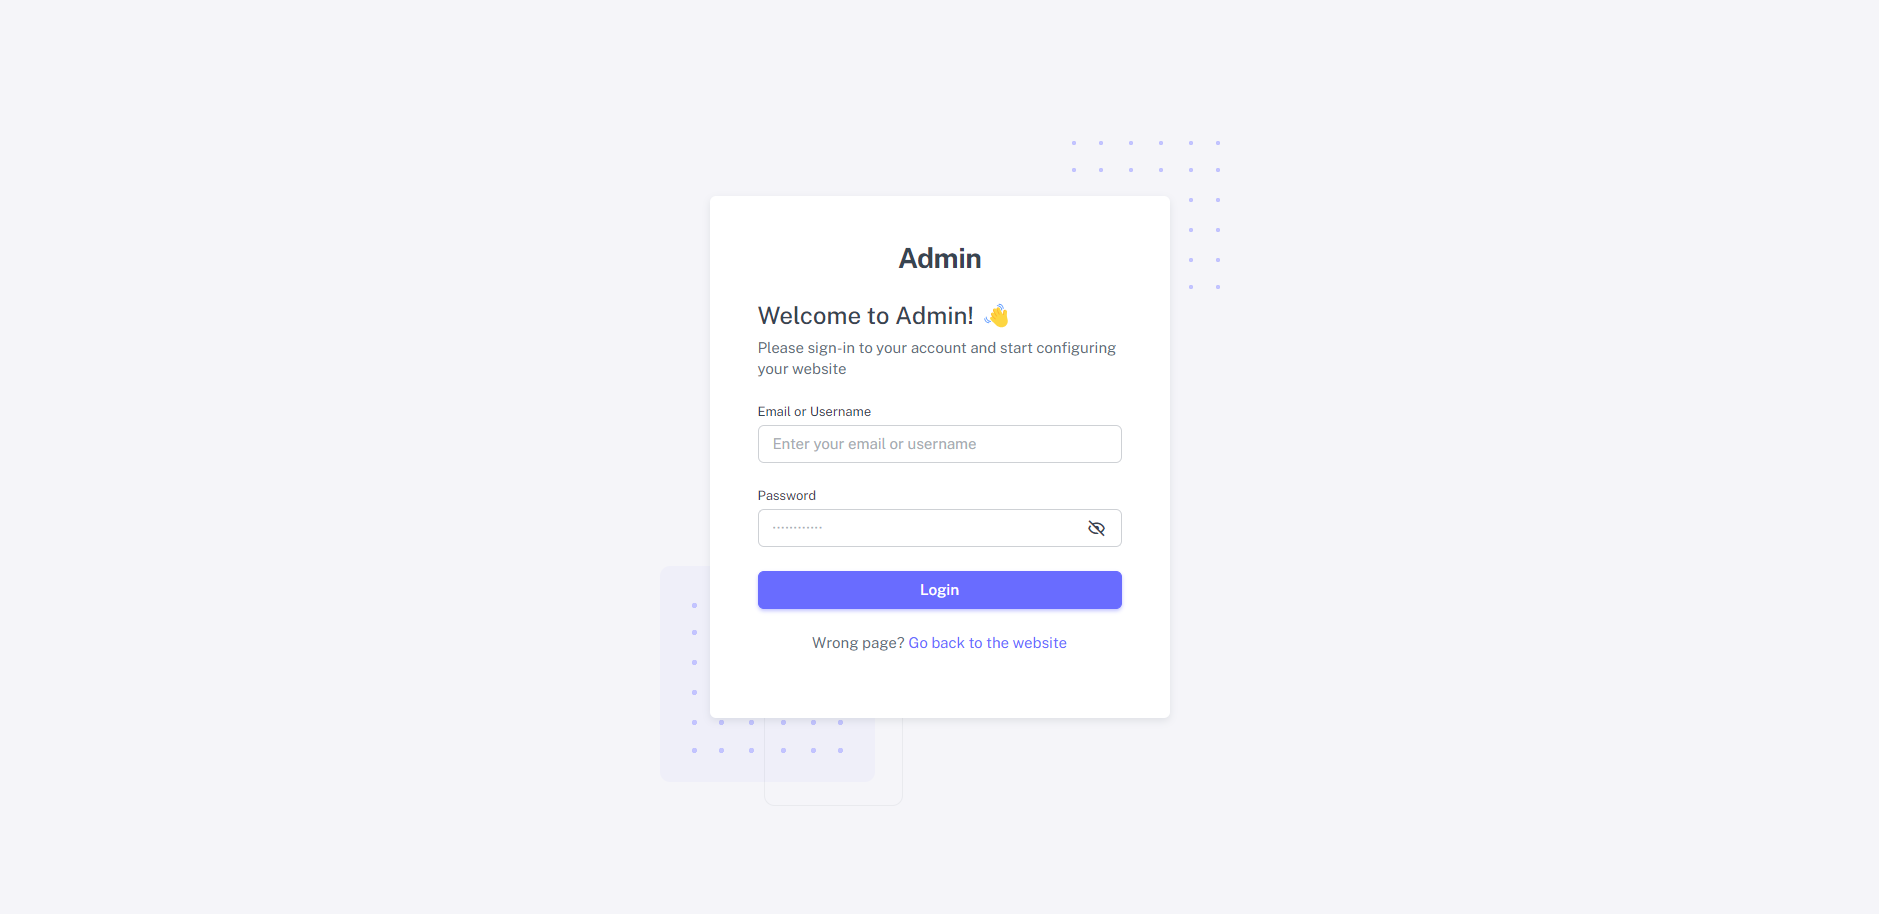 Admin
Welcome to Admin! 👋
Please sign-in to your account and start configuring
your website
Email or Username
Enter your email or username
Password
············
Login
Wrong page? Go back to the website